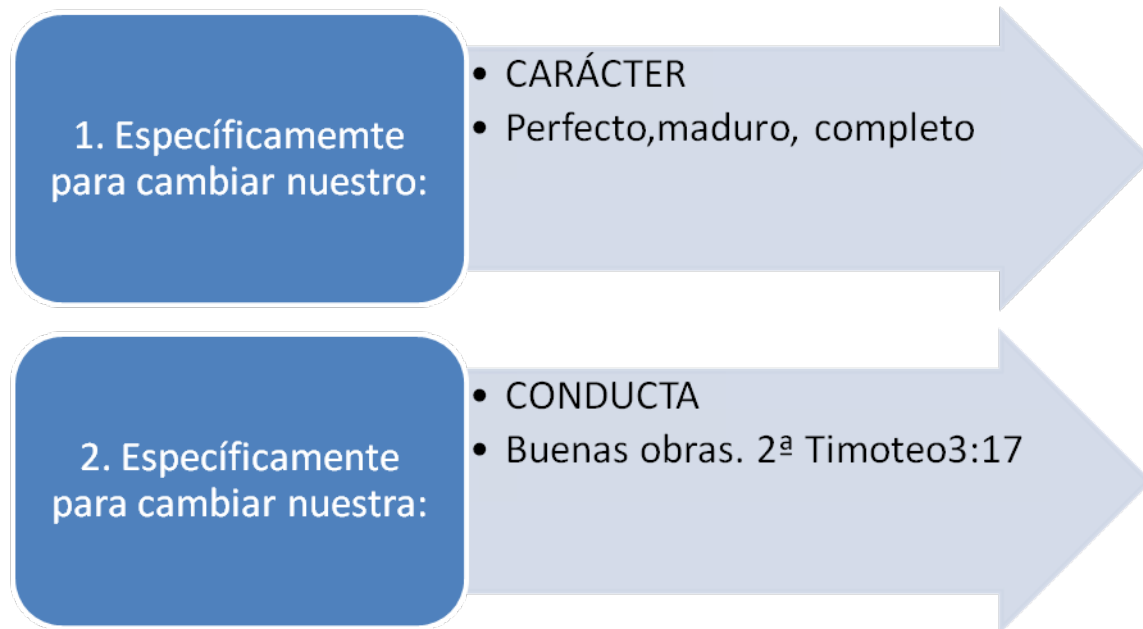 1. Específicamemte
para cambiar nuestro:
• CARÁCTER
• Perfecto,maduro, completo
2. Específicamente
para cambiar nuestra:
• CONDUCTA
• Buenas obras. 2ª Timoteo3:17